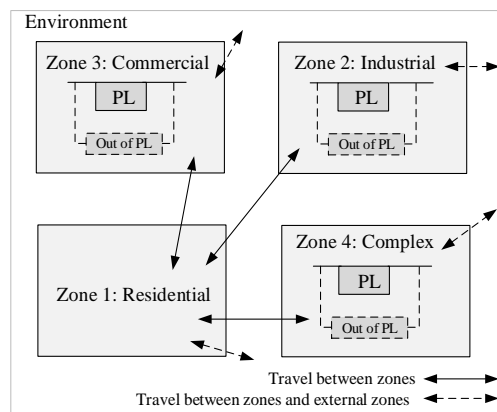 Environment
Zone 3: Commercial
PL
Out of PL
Zone 2: Industrial
PL
Out of PL
Zone 1: Residential
Zone 4: Complex
PL
Out of PL
Travel between zones
Travel between zones and external zones